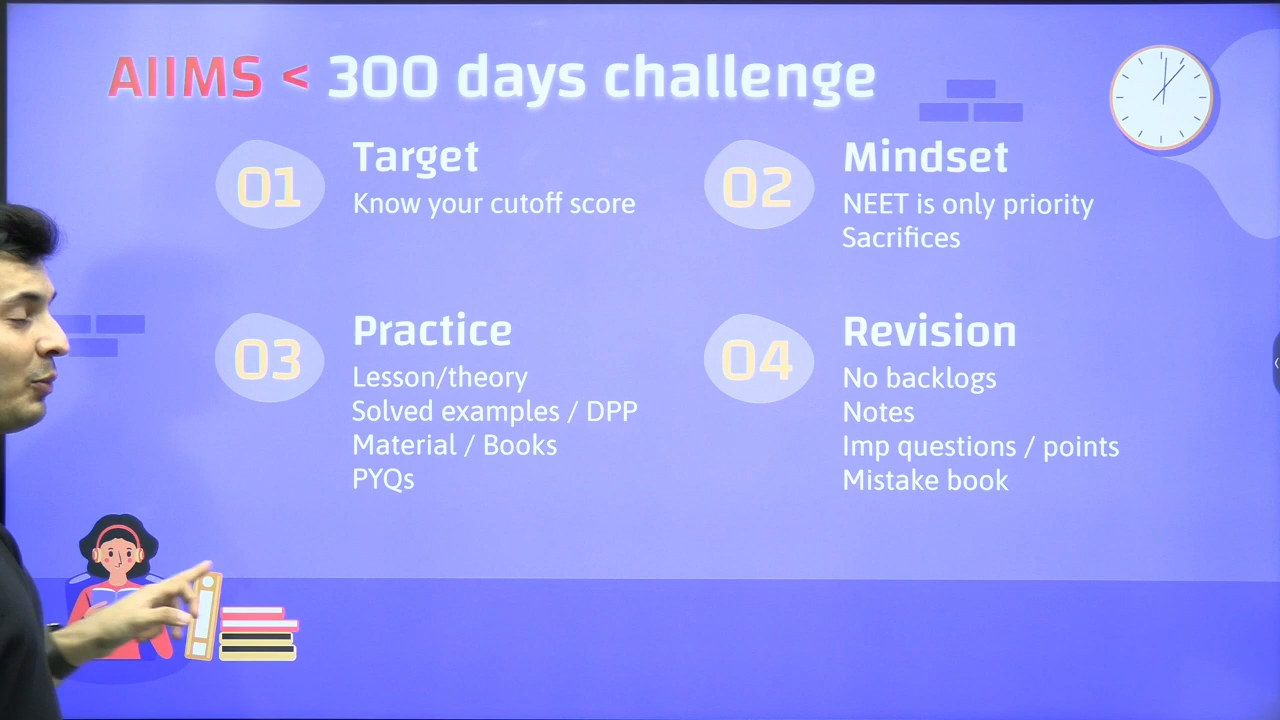 AIIMS < 300 days challenge
01
Target
Know your cutoff score
02
Mindset
NEET is only priority
Sacrifices
03
Practice
Lesson/theory
Solved examples / DPP
Material / Books
PYQs
04
Revision
No backlogs
Notes
Imp questions / points
Mistake book